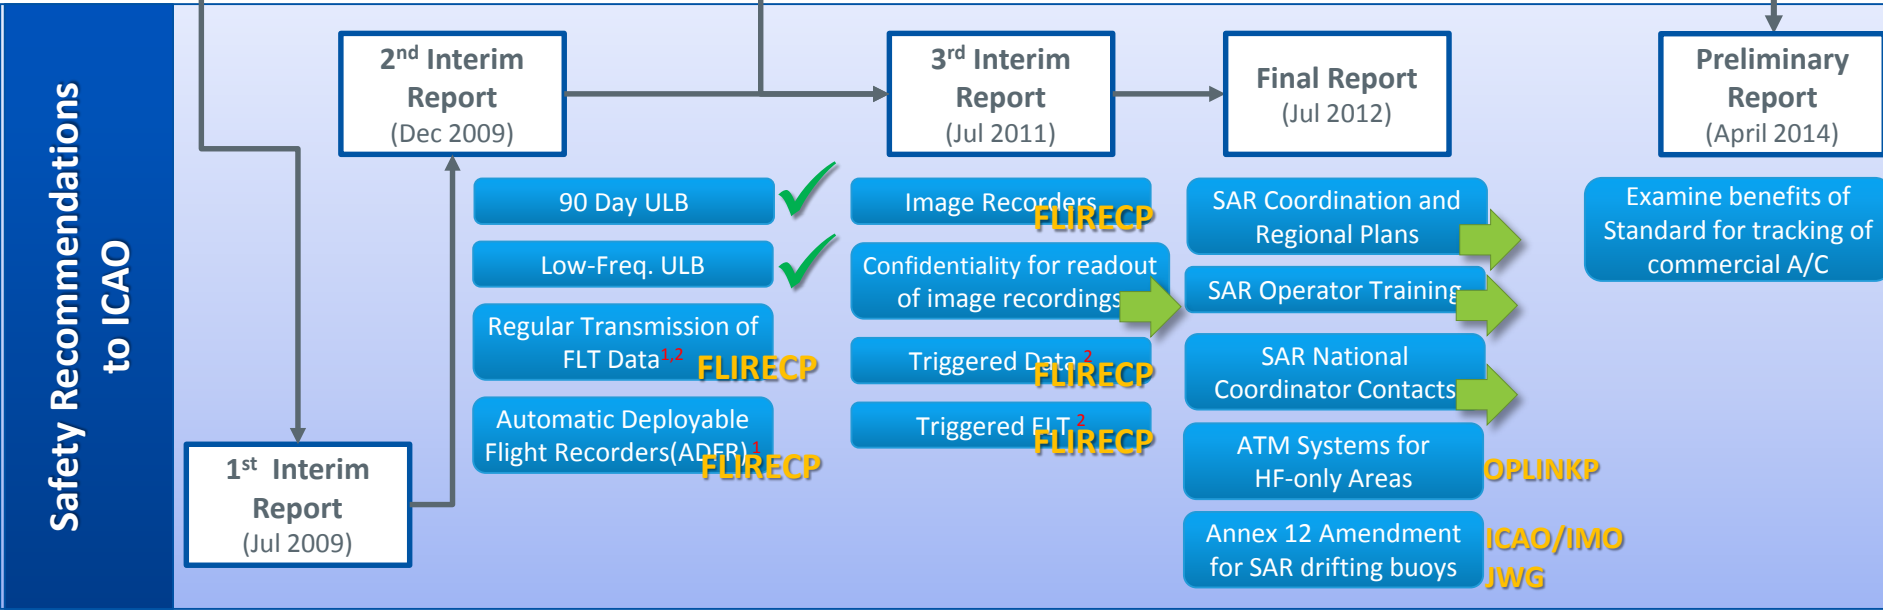 Safety Recommendations
to ICAO
1st Interim
Report
(Jul 2009)
2nd Interim
Report
(Dec 2009)
90 Day ULB
Low-Freq. ULB
Regular Transmission of
FLT Data1,2
FLIRECP
Automatic Deployable
Flight Recorders(ADFR)1
FLIRECP
3rd Interim
Report
(Jul 2011)
Image Recorders
FLIRECP
Confidentiality for readout
of image recordings
Triggered Data 2
FLIRECP
Triggered ELT 2
FLIRECP
Final Report
(Jul 2012)
SAR Coordination and
Regional Plans
SAR Operator Training
SAR National
Coordinator Contacts
ATM Systems for
HF-only Areas
OPLINKP
Annex 12 Amendment
for SAR drifting buoys
ICAO/IMO
JWG
Preliminary
Report
(April 2014)
Examine benefits of
Standard for tracking of
commercial A/C